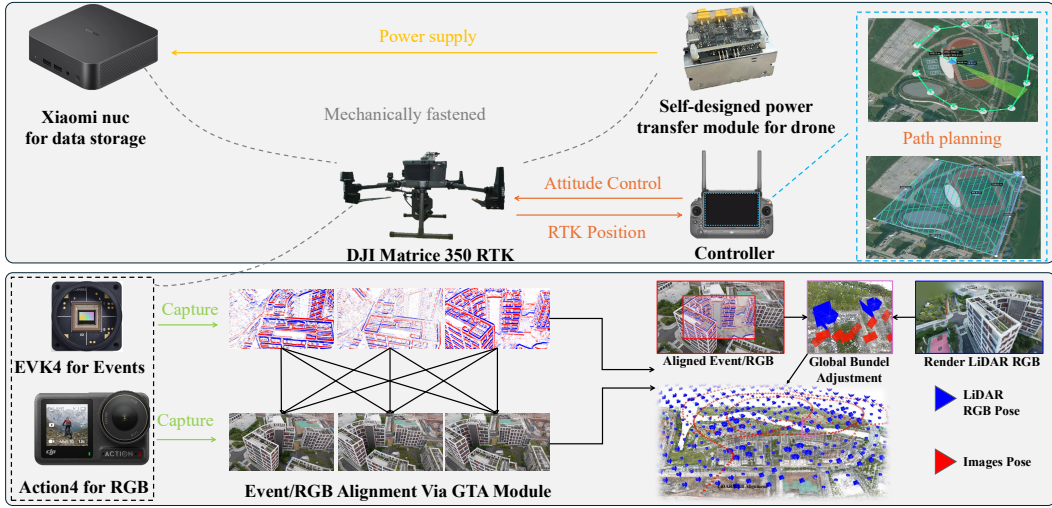 Power supply
Xiaomi nuc
for data storage
Mechanically fastened
Self-designed power
transfer module for drone
Path planning
Attitude Control
RTK Position
DJI Matrice 350 RTK
Controller
Capture
EVK4 for Events
Capture
ACTION
dji
Action4 for RGB
Event/RGB Alignment Via GTA Module
Aligned Event/RGB
Global Bundel
Adjustment
Render LiDAR RGB
LiDAR
RGB Pose
Images Pose